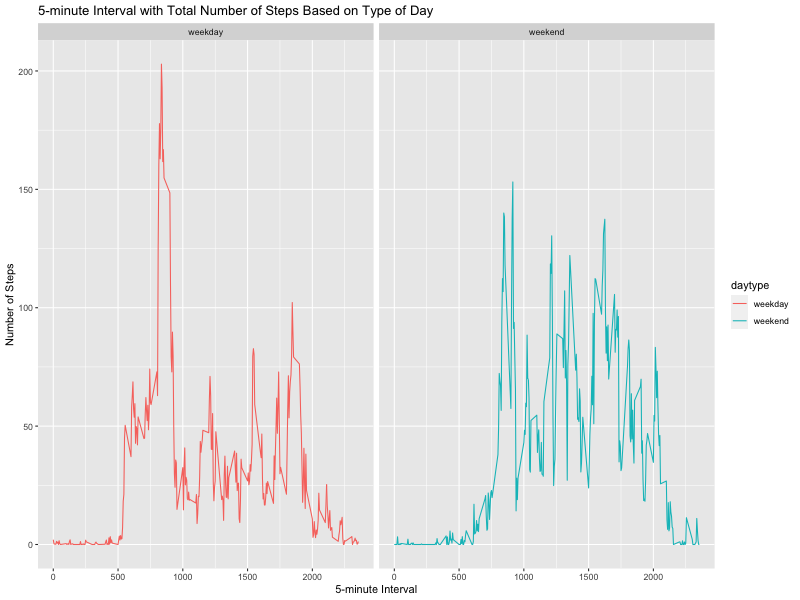 5-minute Interval with Total Number of Steps Based on Type of Day
weekday
weekend
Number of Steps
200
150
100
50
0
0 500 1000 1500 2000
0 500 1000 1500 2000
5-minute Interval
daytype
weekday
weekend